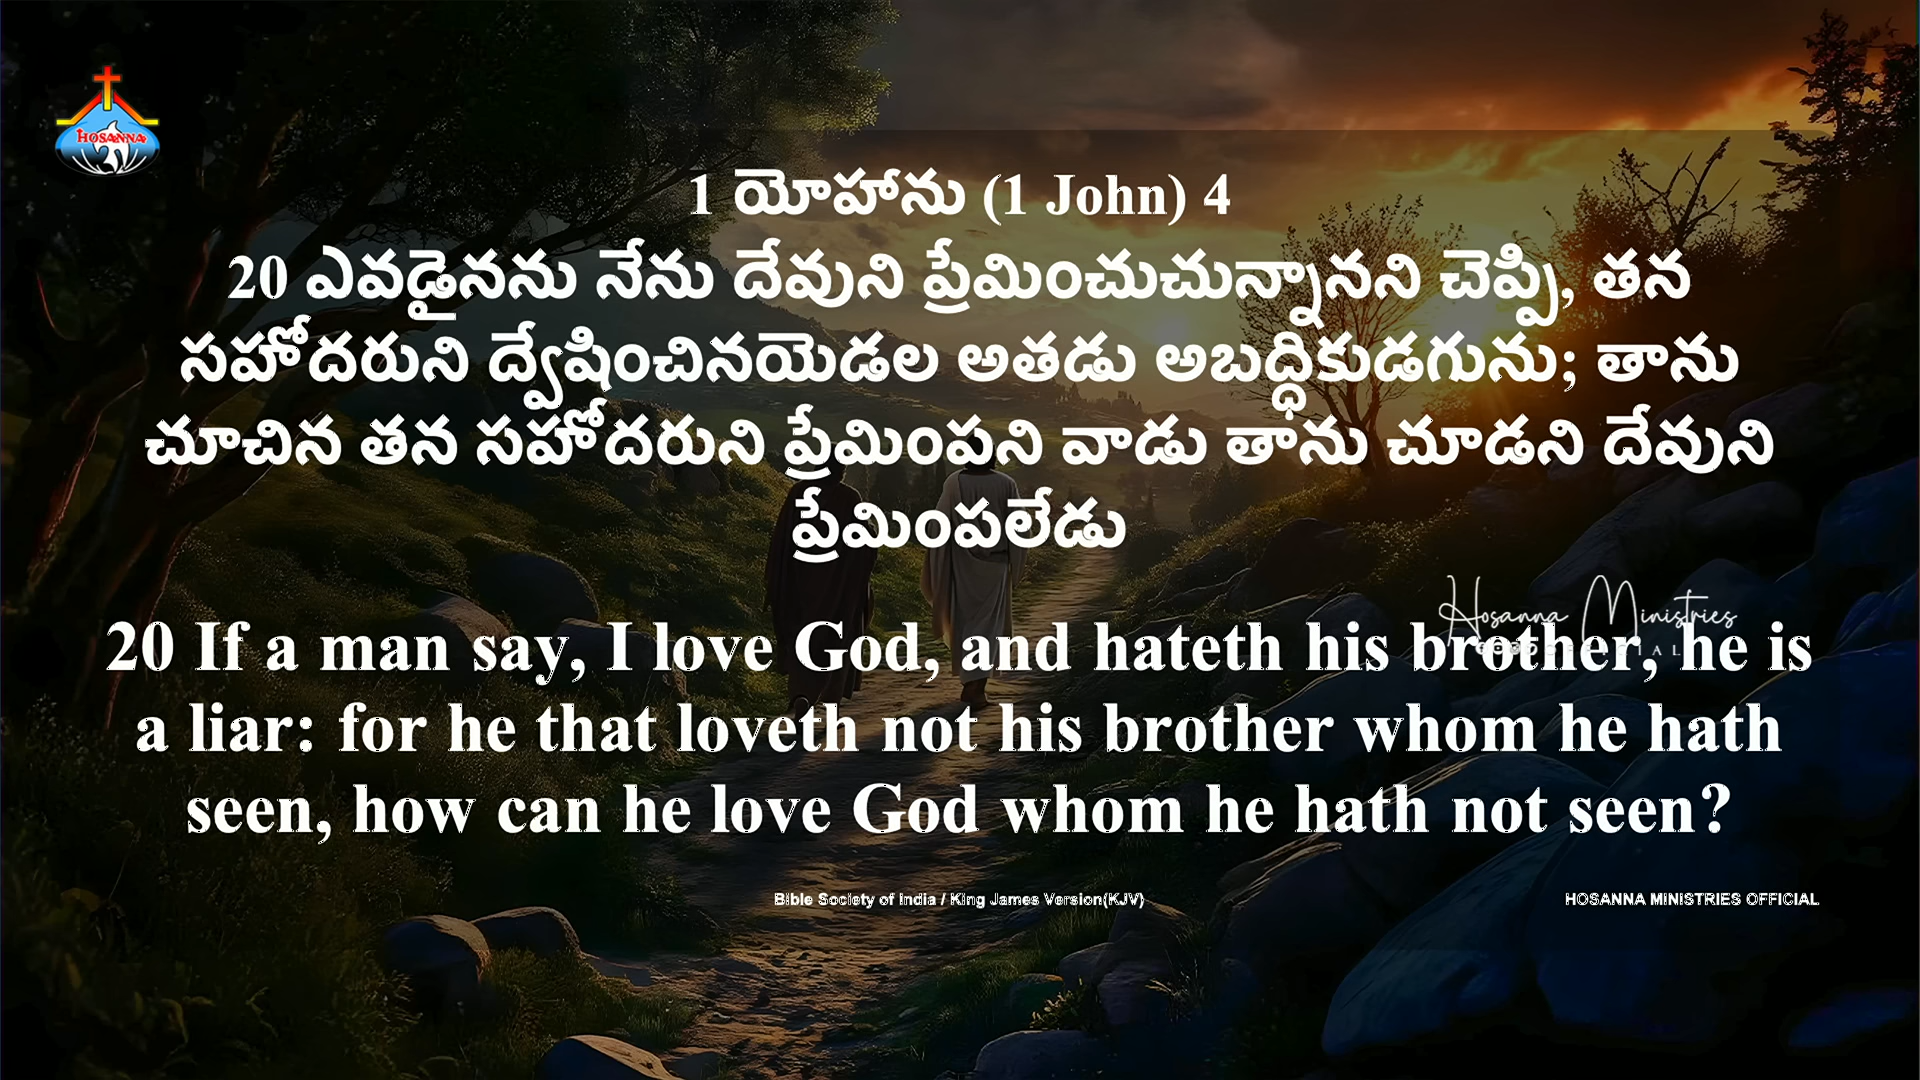 HOSANNA
1 యోహాను (1 John) 4
20 ఎవడైనను నేను దేవుని ప్రేమించుచున్నానని చెప్పి, తన
సహోదరుని ద్వేషించినయెడల అతడు అబద్ధికుడగును; తాను
చూచిన తన సహోదరుని ప్రేమింపని వాడు తాను చూడని దేవుని
ప్రేమింపలేడు
Hosanna Ministries
20 If a man say, I love God, and hateth his brother, he is
a liar: for he that loveth not his brother whom he hath
seen, how can he love God whom he hath not seen?
Bible Society of India / King James Version(KJV)
HOSANNA MINISTRIES OFFICIAL